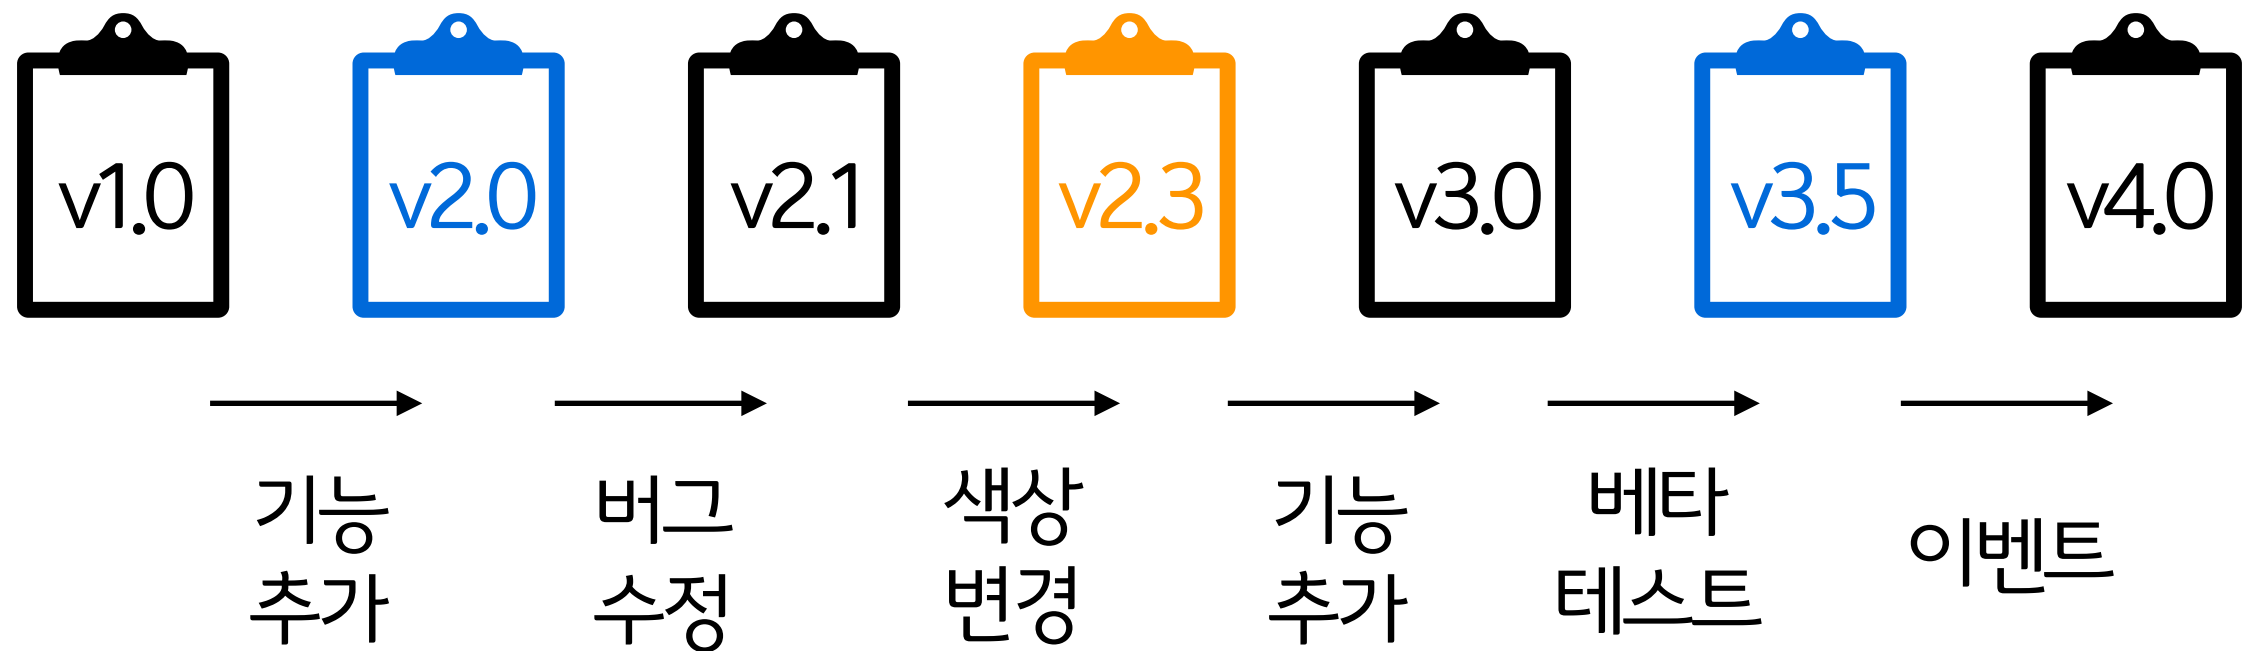 v1.0
v2.0
v2.1
v2.3
v3.0
v3.5
v4.0
기능
추가
버그
수정
색상
변경
기능
추가
베타
테스트
이벤트